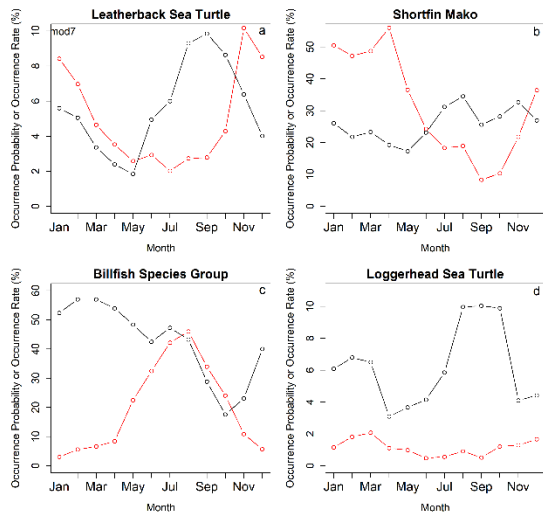 Leatherback Sea Turtle
mod7
a
Occurrence Probability or Occurrence Rate (%)
10
8
6
4
2
0
Jan Mar May Jul Sep Nov
Month
Shortfin Mako
b
Occurrence Probability or Occurrence Rate (%)
50
40
30
20
10
0
Jan Mar May Jul Sep Nov
Month
Billfish Species Group
c
Occurrence Probability or Occurrence Rate (%)
60
50
40
30
20
10
0
Jan Mar May Jul Sep Nov
Month
Loggerhead Sea Turtle
d
Occurrence Probability or Occurrence Rate (%)
10
8
6
4
2
0
Jan Mar May Jul Sep Nov
Month